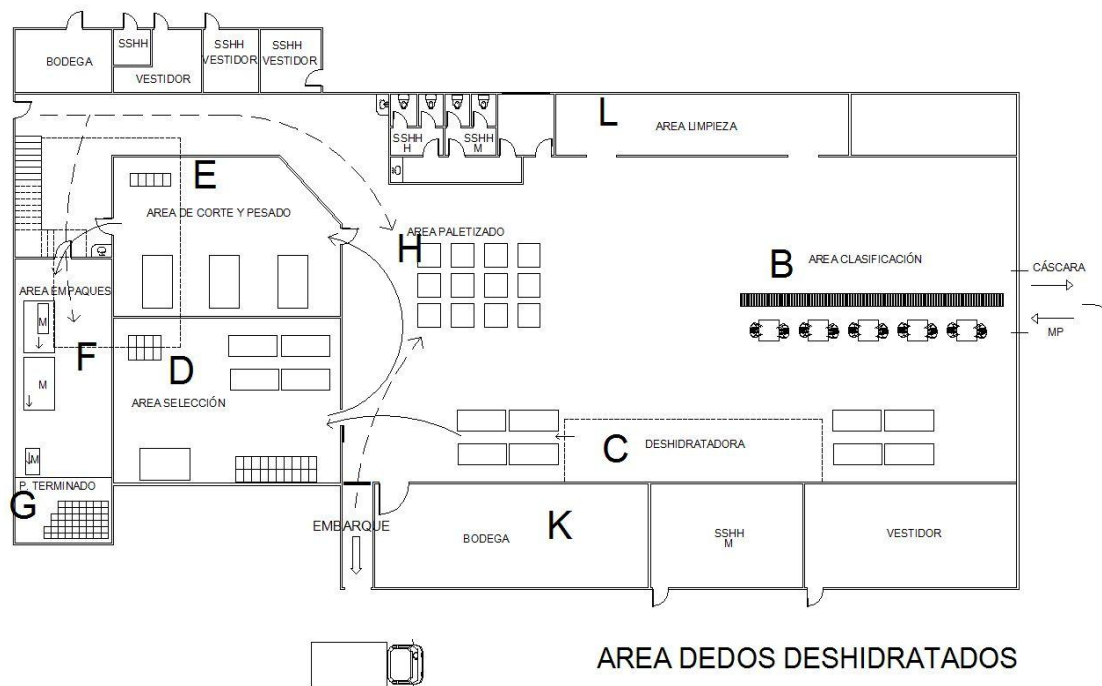 BODEGA
SSHH
VESTIDOR
SSHH
VESTIDOR
SSHH
VESTIDOR
L
AREA LIMPIEZA
SSHH
H
SSHH
M
E
AREA DE CORTE Y PESADO
AREA PALETIZADO
H
B
AREA CLASIFICACIÓN
CÁSCARA
MP
AREA EMPAQUES
M
F
M
D
AREA SELECCIÓN
M
C
DESHIDRATADORA
P. TERMINADO
G
EMBARQUE
BODEGA
K
SSHH
M
VESTIDOR
AREA DEDOS DESHIDRATADOS